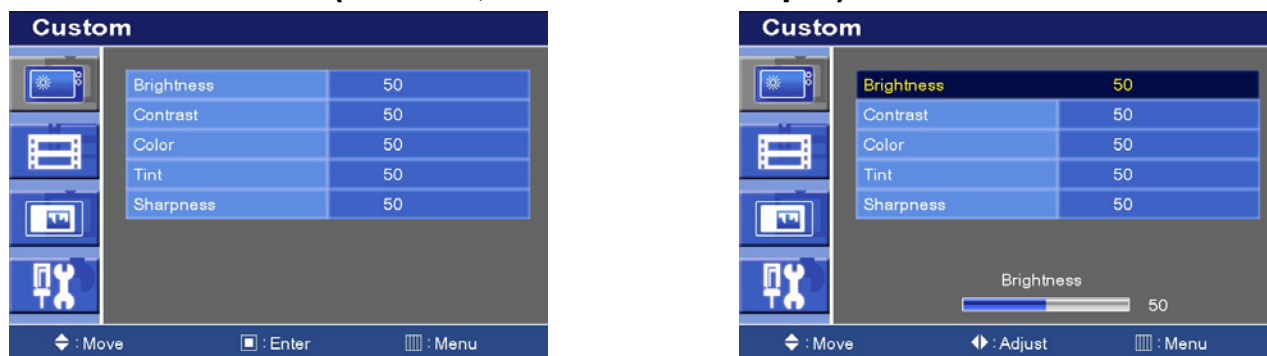 Custom
Brightness 50
Contrast 50
Color 50
Tint 50
Sharpness 50
: Move : Enter : Menu
Custom
Brightness 50
Contrast 50
Color 50
Tint 50
Sharpness 50
Brightness
50
: Move : Adjust : Menu